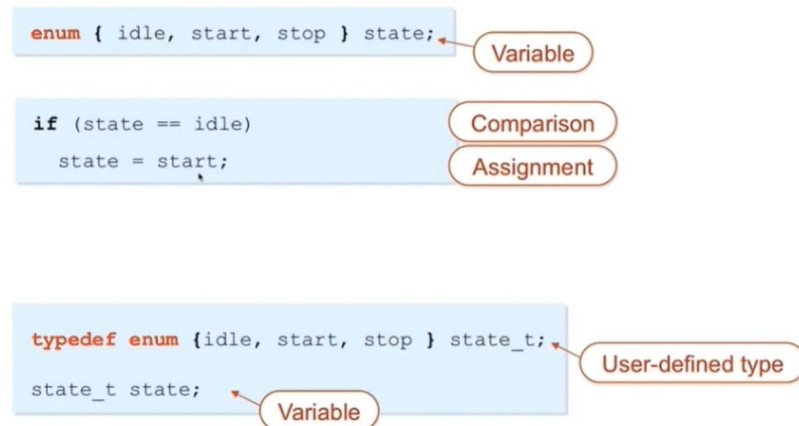 enum { idle, start, stop } state;
Variable
if (state == idle)
Comparison
state = start;
Assignment
typedef enum {idle, start, stop } state_t;
User-defined type
state_t state;
Variable